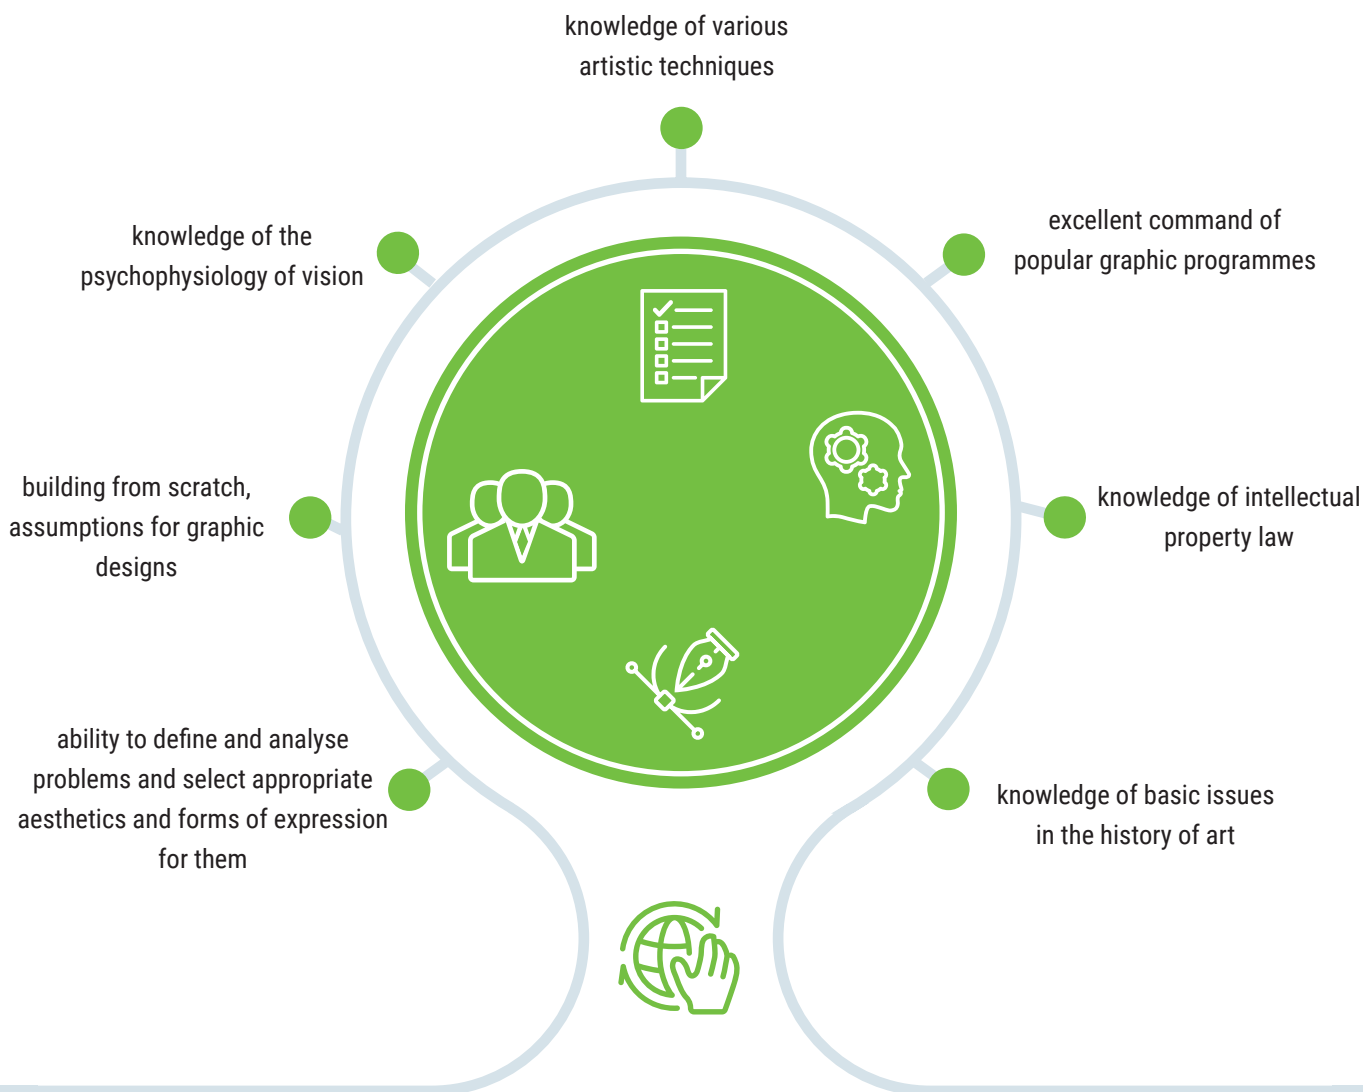 knowledge of various
artistic techniques
knowledge of the
psychophysiology of vision
excellent command of
popular graphic programmes
building from scratch,
assumptions for graphic
designs
knowledge of intellectual
property law
ability to define and analyse
problems and select appropriate
aesthetics and forms of expression
for them
knowledge of basic issues
in the history of art